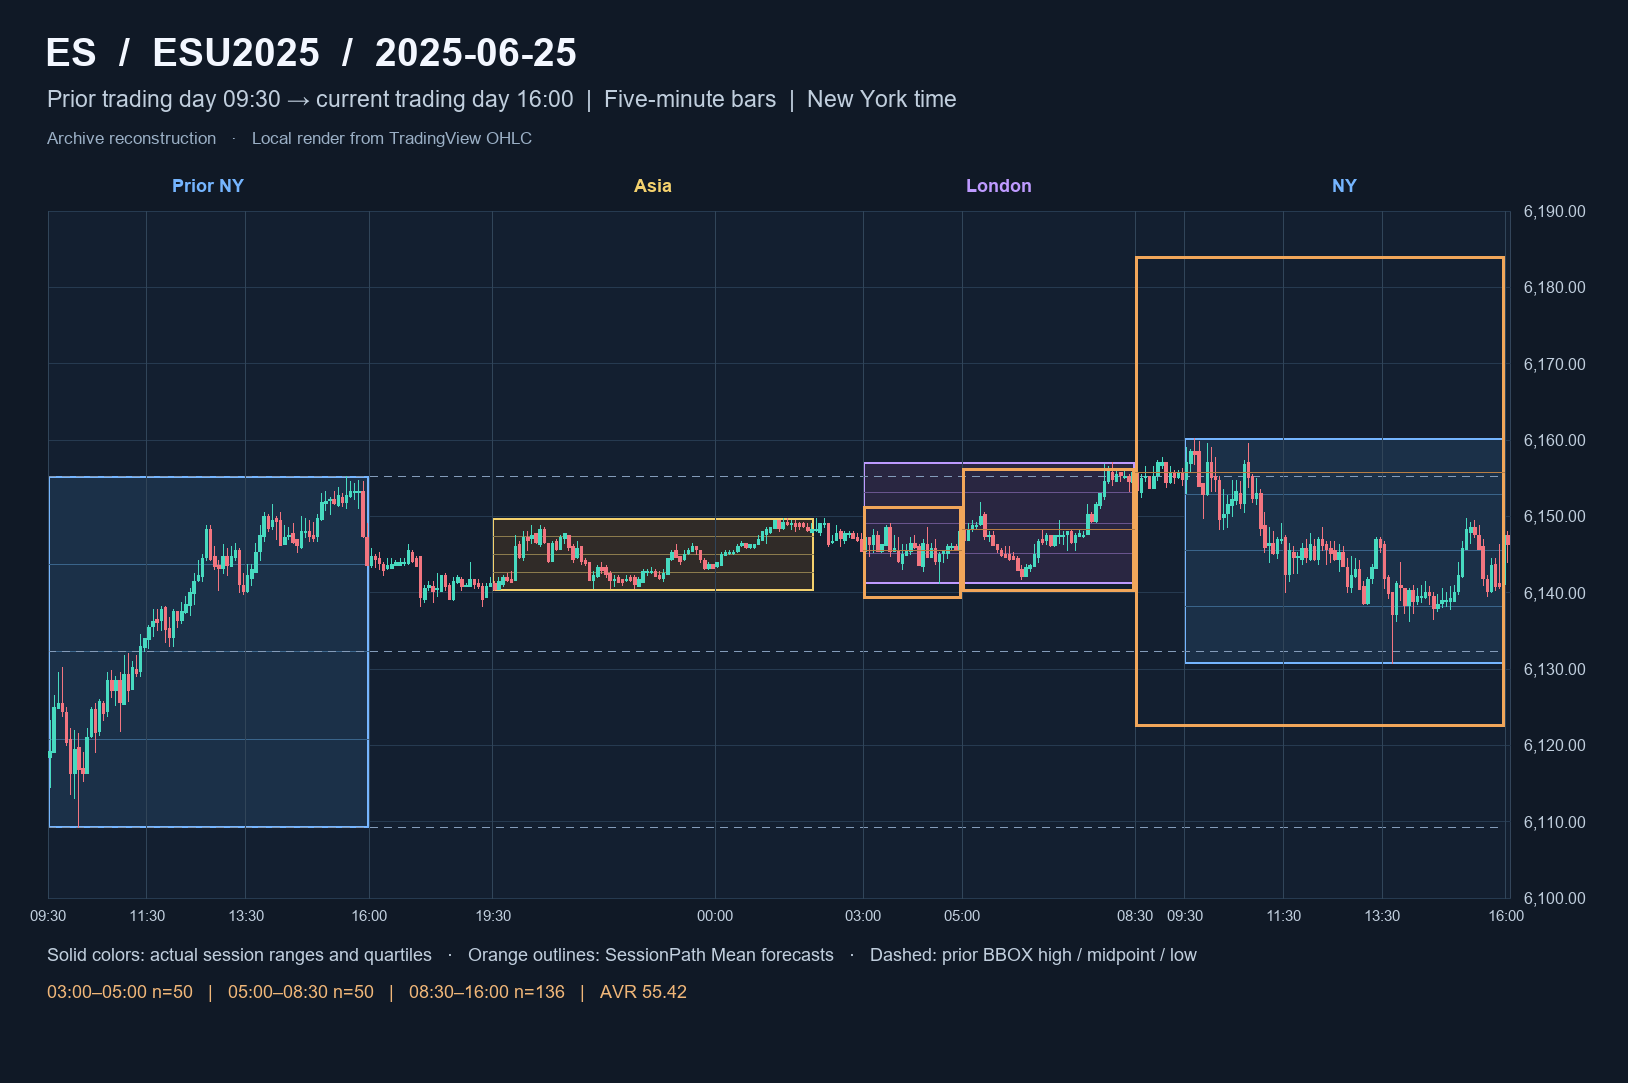 ES / ESU2025 / 2025-06-25
Prior trading day 09:30 → current trading day 16:00 | Five-minute bars | New York time
Archive reconstruction · Local render from TradingView OHLC
Prior NY Asia London NY
6,190.00
6,180.00
6,170.00
6,160.00
6,150.00
6,140.00
6,130.00
6,120.00
6,110.00
6,100.00
09:30 11:30 13:30 16:00 19:30 00:00 03:00 05:00 08:30 09:30 11:30 13:30 16:00
Solid colors: actual session ranges and quartiles · Orange outlines: SessionPath Mean forecasts · Dashed: prior BBOX high / midpoint / low
03:00–05:00 n=50 | 05:00–08:30 n=50 | 08:30–16:00 n=136 | AVR 55.42